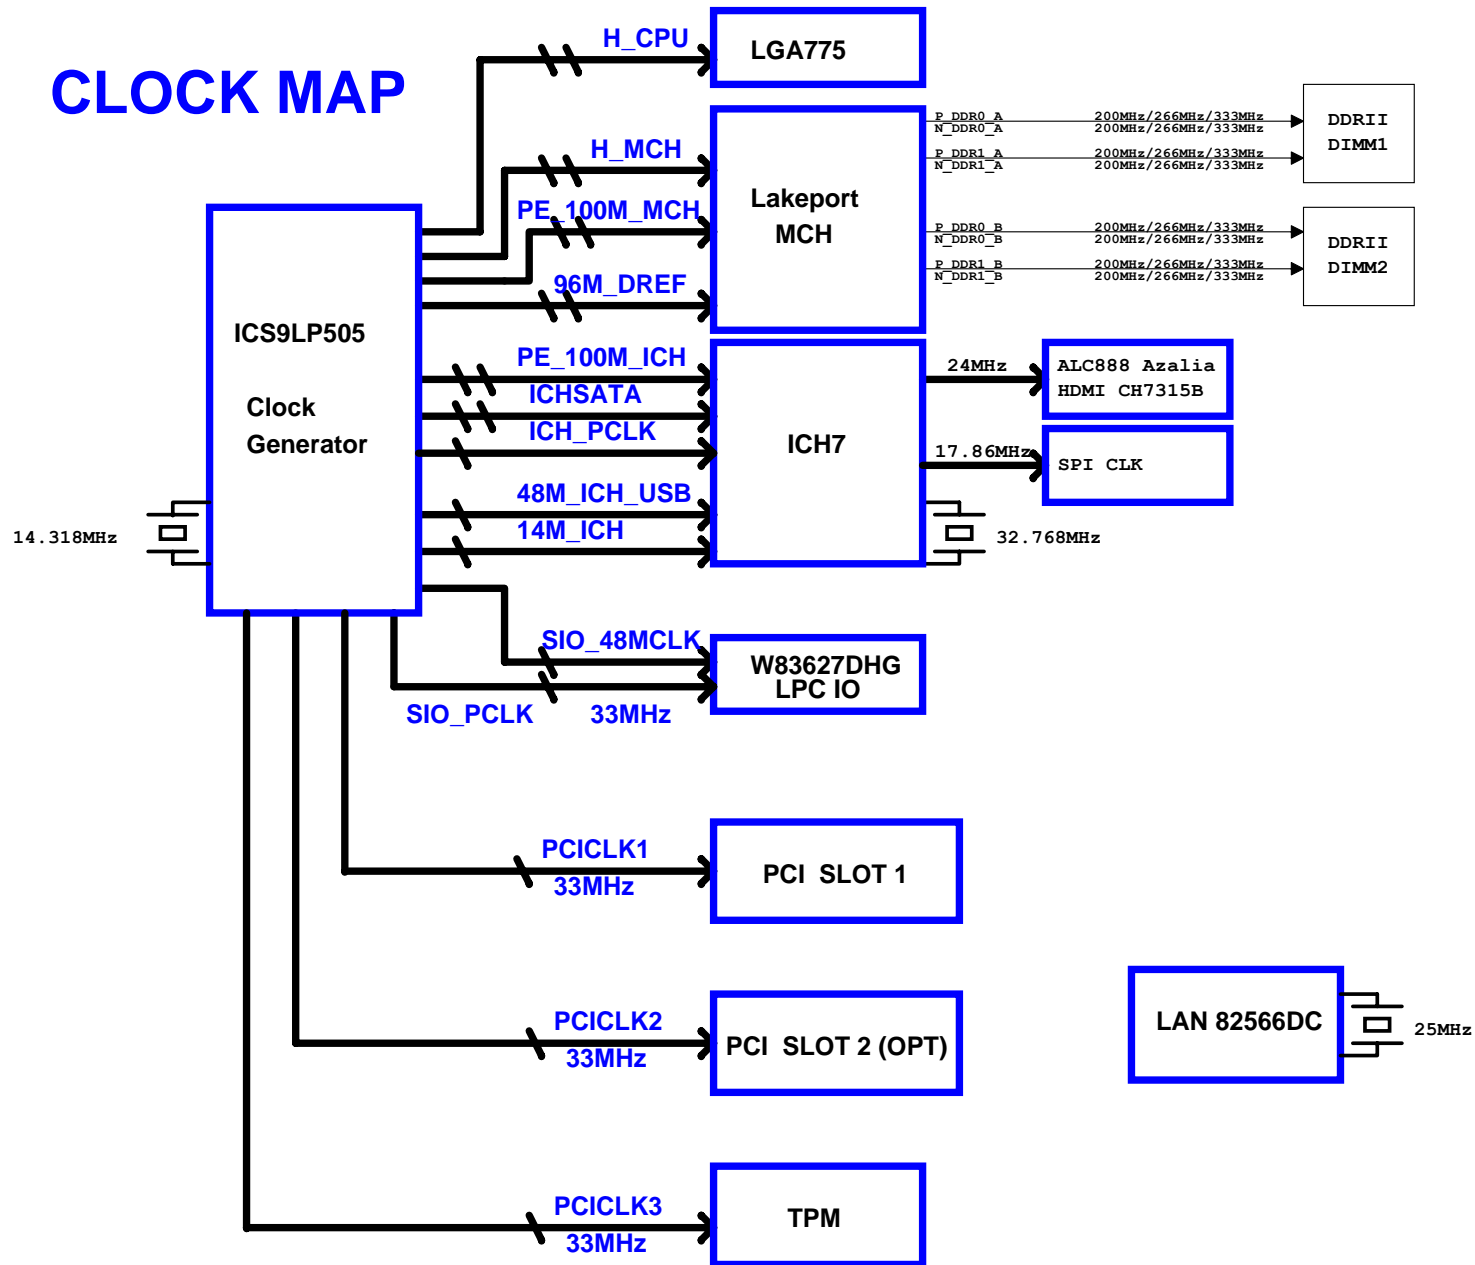 CLOCK MAP
H_CPU
LGA775
H_MCH
PE_100M_MCH
96M_DREF
Lakeport
MCH
P_DDR0_A 200MHz/266MHz/333MHz
N_DDR0_A 200MHz/266MHz/333MHz
P_DDR1_A 200MHz/266MHz/333MHz
N_DDR1_A 200MHz/266MHz/333MHz
DDRII
DIMM1
P_DDR0_B 200MHz/266MHz/333MHz
N_DDR0_B 200MHz/266MHz/333MHz
P_DDR1_B 200MHz/266MHz/333MHz
N_DDR1_B 200MHz/266MHz/333MHz
DDRII
DIMM2
ICS9LP505
Clock
Generator
14.318MHz
PE_100M_ICH
ICHSATA
ICH_PCLK
48M_ICH_USB
14M_ICH
ICH7
24MHz
ALC888 Azalia
HDMI CH7315B
17.86MHz
SPI CLK
32.768MHz
SIO_48MCLK
SIO_PCLK 33MHz
W83627DHG
LPC IO
PCICLK1
33MHz
PCI SLOT 1
PCICLK2
33MHz
PCI SLOT 2 (OPT)
LAN 82566DC
25MHz
PCICLK3
33MHz
TPM